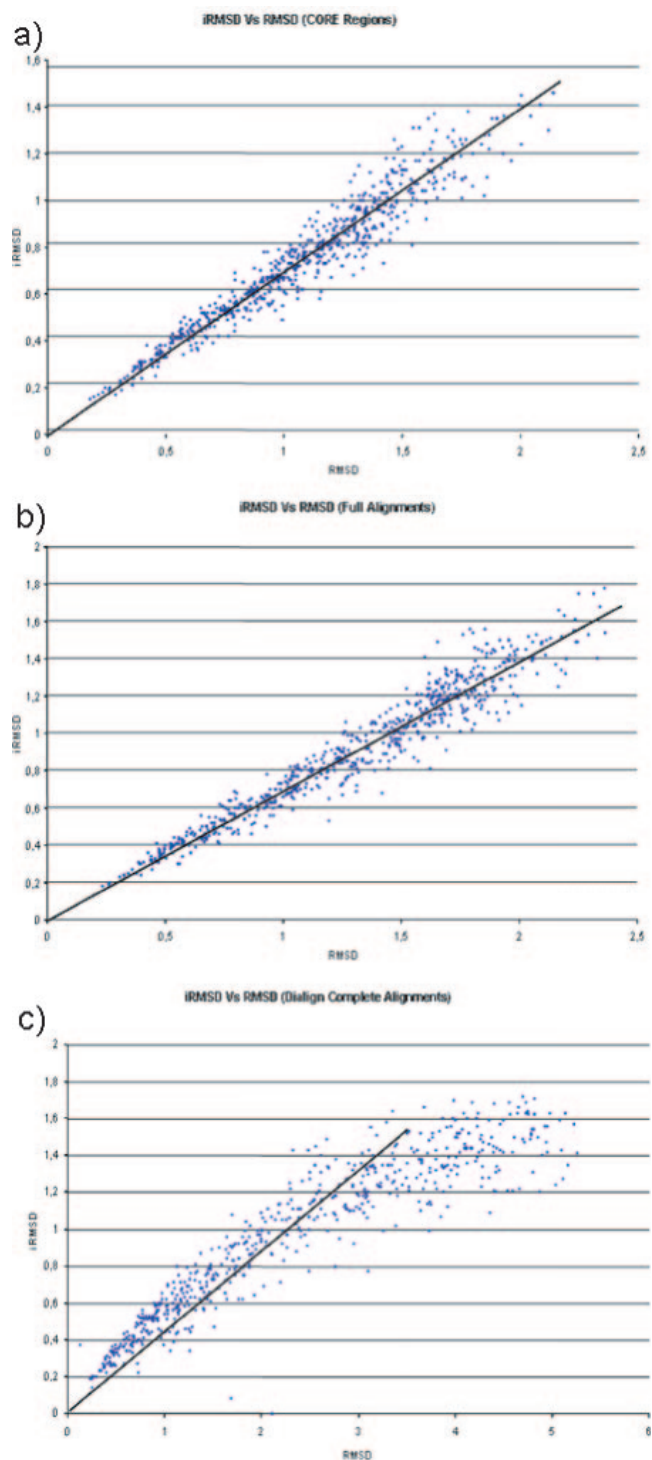 a)
iRMSD Vs RMSD (CORE Regions)
1,6
1,4
1,2
1
0,8
0,6
0,4
0,2
0
iRMSD
0 0,5 1 1,5 2 2,5
RMSD
b)
iRMSD Vs RMSD (Full Alignments)
2
1,8
1,6
1,4
1,2
1
0,8
0,6
0,4
0,2
0
iRMSD
0 0,5 1 1,5 2 2,5
RMSD
c)
iRMSD Vs RMSD (Dialign Complete Alignments)
2
1,8
1,6
1,4
1,2
1
0,8
0,6
0,4
0,2
0
iRMSD
0 1 2 3 4 5 6
RMSD